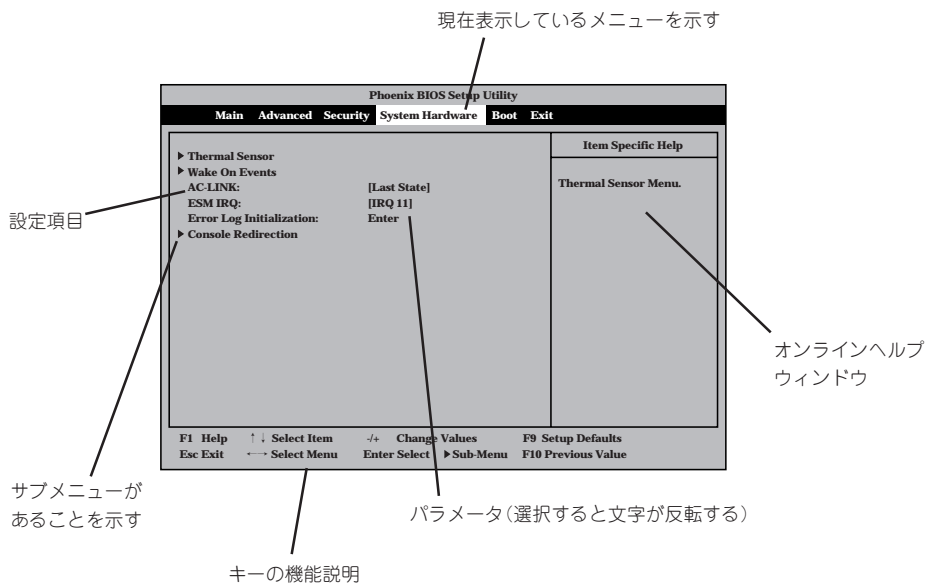 現在表示しているメニューを示す
Phoenix BIOS Setup Utility
Main Advanced Security System Hardware Boot Exit
Item Specific Help
Thermal Sensor
Wake On Events
Thermal Sensor Menu.
AC-LINK: [Last State]
ESM IRQ: [IRQ 11]
設定項目
Error Log Initialization: Enter
Console Redirection
オンラインヘルプ
ウィンドウ
F1 Help ↑↓ Select Item -/+ Change Values F9 Setup Defaults
Esc Exit ←→ Select Menu Enter Select ▶Sub-Menu F10 Previous Value
サブメニューが
あることを示す
パラメータ（選択すると文字が反転する）
キーの機能説明